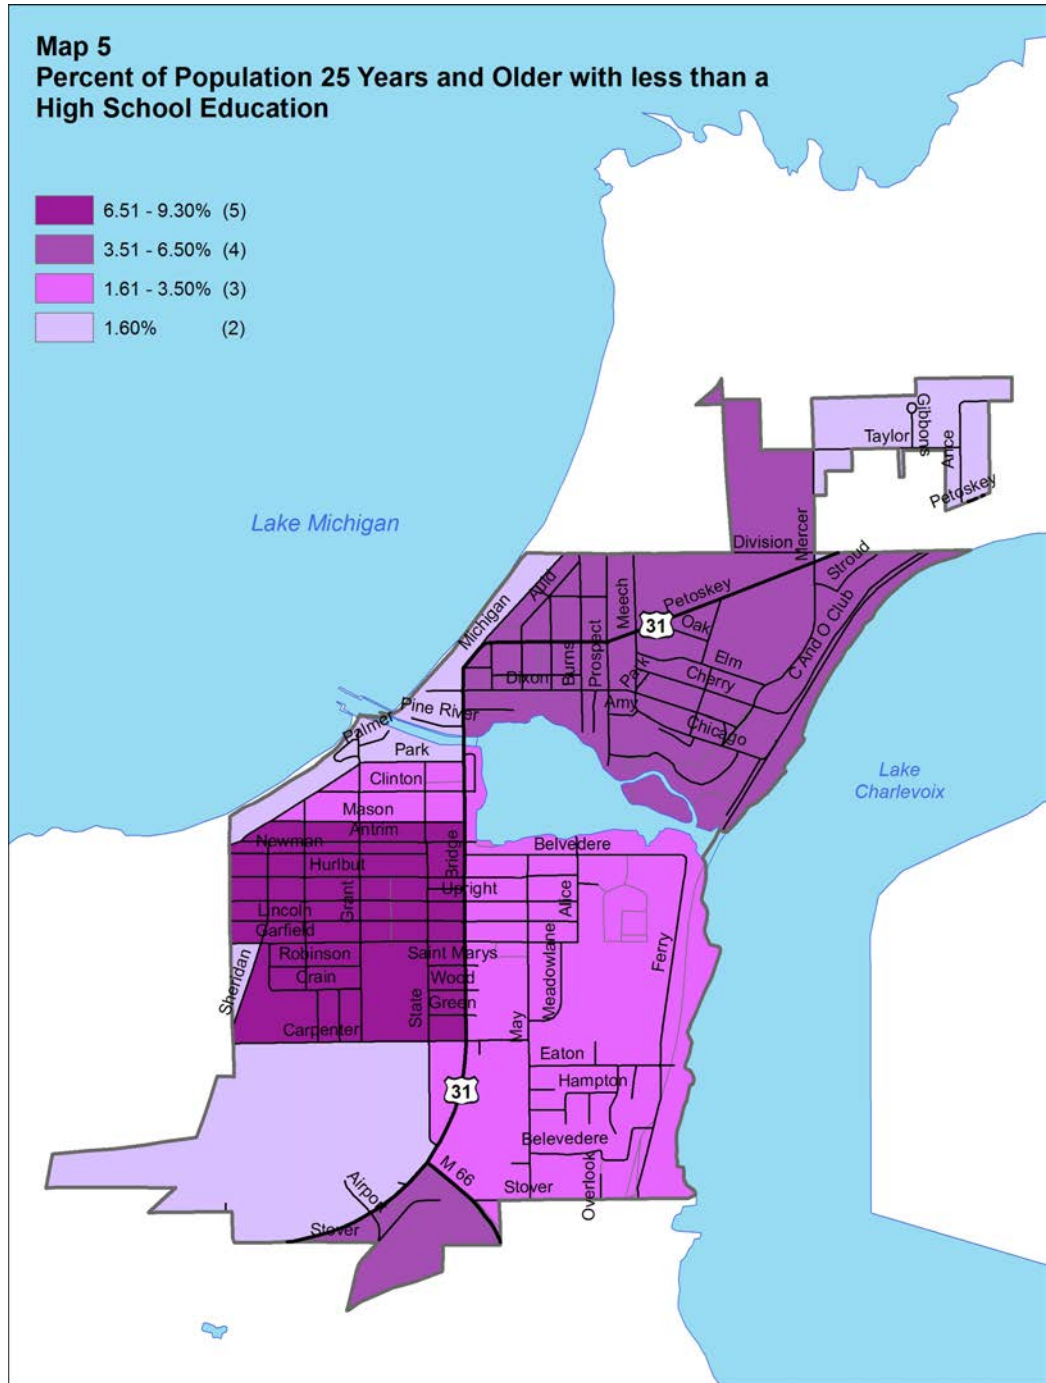 Map 5
Percent of Population 25 Years and Older with less than a
High School Education
6.51 - 9.30% (5)
3.51 - 6.50% (4)
1.61 - 3.50% (3)
1.60% (2)
Gibbons
Taylor
Ance
Petoskey
Lake Michigan
Mercer
Division
Stroud
Auld
Meech
Petoskey
Michigan
31
Oak
C And O Club
Burns
Prospect
Elm
Park
Cherry
Dixon
Amy
Pine River
Chicago
Palmer
Park
Lake
Charlevoix
Clinton
Mason
Antrim
Newman
Bridge
Belvedere
Hurlbut
Upright
Grant
Alice
Lincoln
Garfield
Robinson
Saint Marys
Ferry
Sheridan
Crain
Wood
Meadowlane
State
Green
May
Carpenter
Eaton
31
Hampton
Belevedere
M 66
Airport
Stover
Overlook
Stover